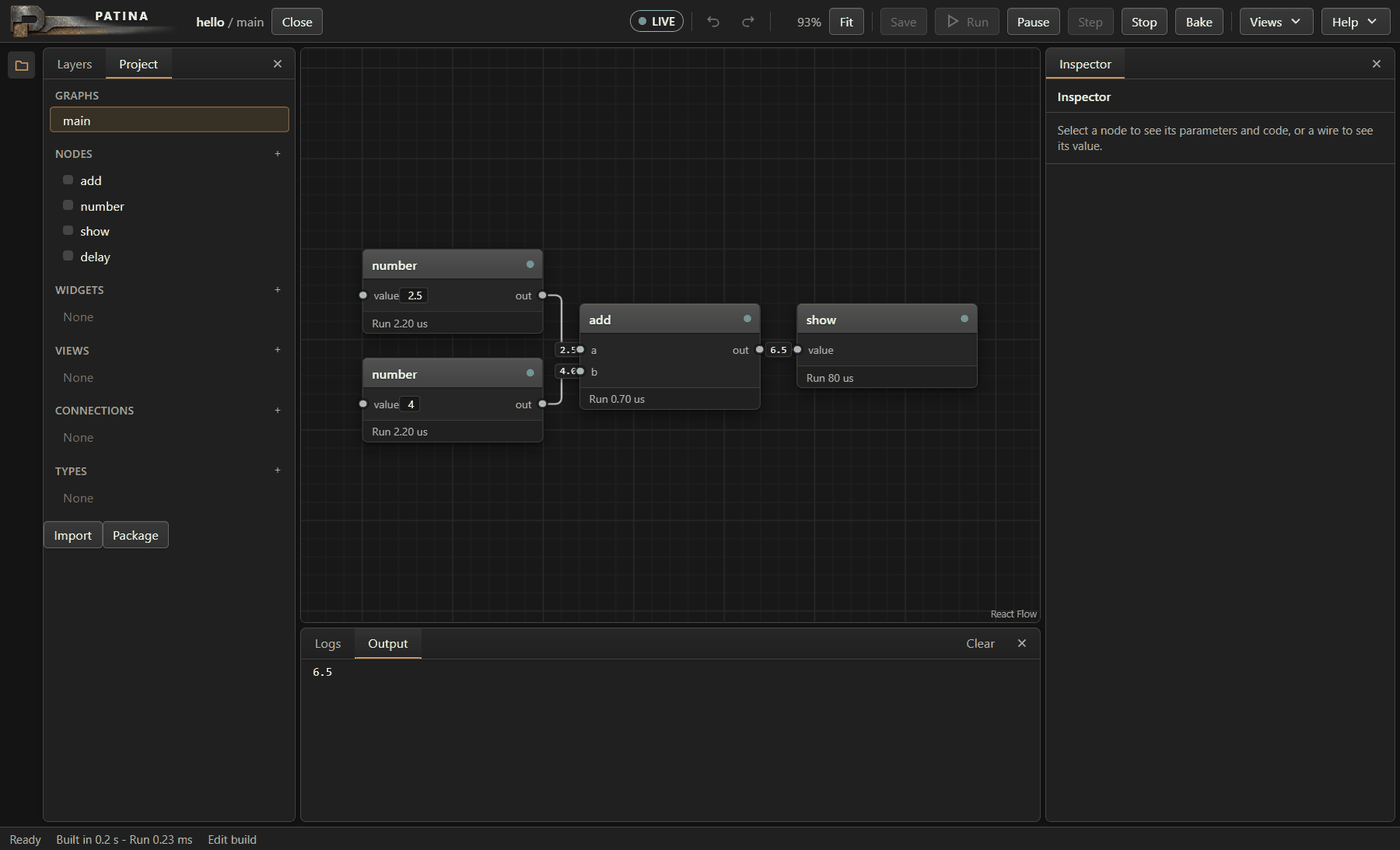 PATINA
hello / main Close LIVE 93% Fit Save Run Pause Step Stop Bake Views Help
Layers Project
GRAPHS
main
NODES +
add
number
show
delay
WIDGETS +
None
VIEWS +
None
CONNECTIONS +
None
TYPES +
None
Import Package
number
value 2.5 out
Run 2.20 us
number
value 4 out
Run 2.20 us
add
2.5 a out
4.0 b
Run 0.70 us
show
6.5 value
Run 80 us
React Flow
Logs Output Clear
6.5
Inspector
Inspector
Select a node to see its parameters and code, or a wire to see
its value.
Ready Built in 0.2 s - Run 0.23 ms Edit build